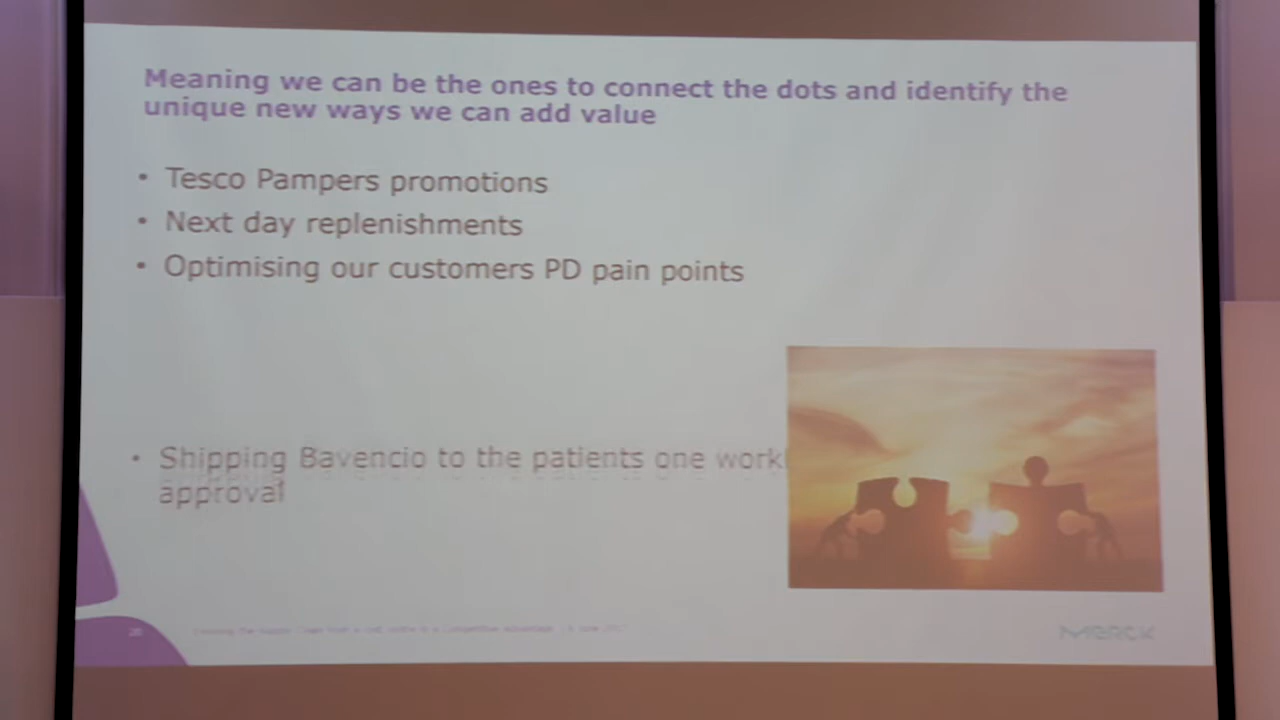 Meaning we can be the ones to connect the dots and identify the
unique new ways we can add value
• Tesco Pampers promotions
• Next day replenishments
• Optimising our customers PD pain points
• Shipping Bavencio to the patients one work
approval
20
MERCK